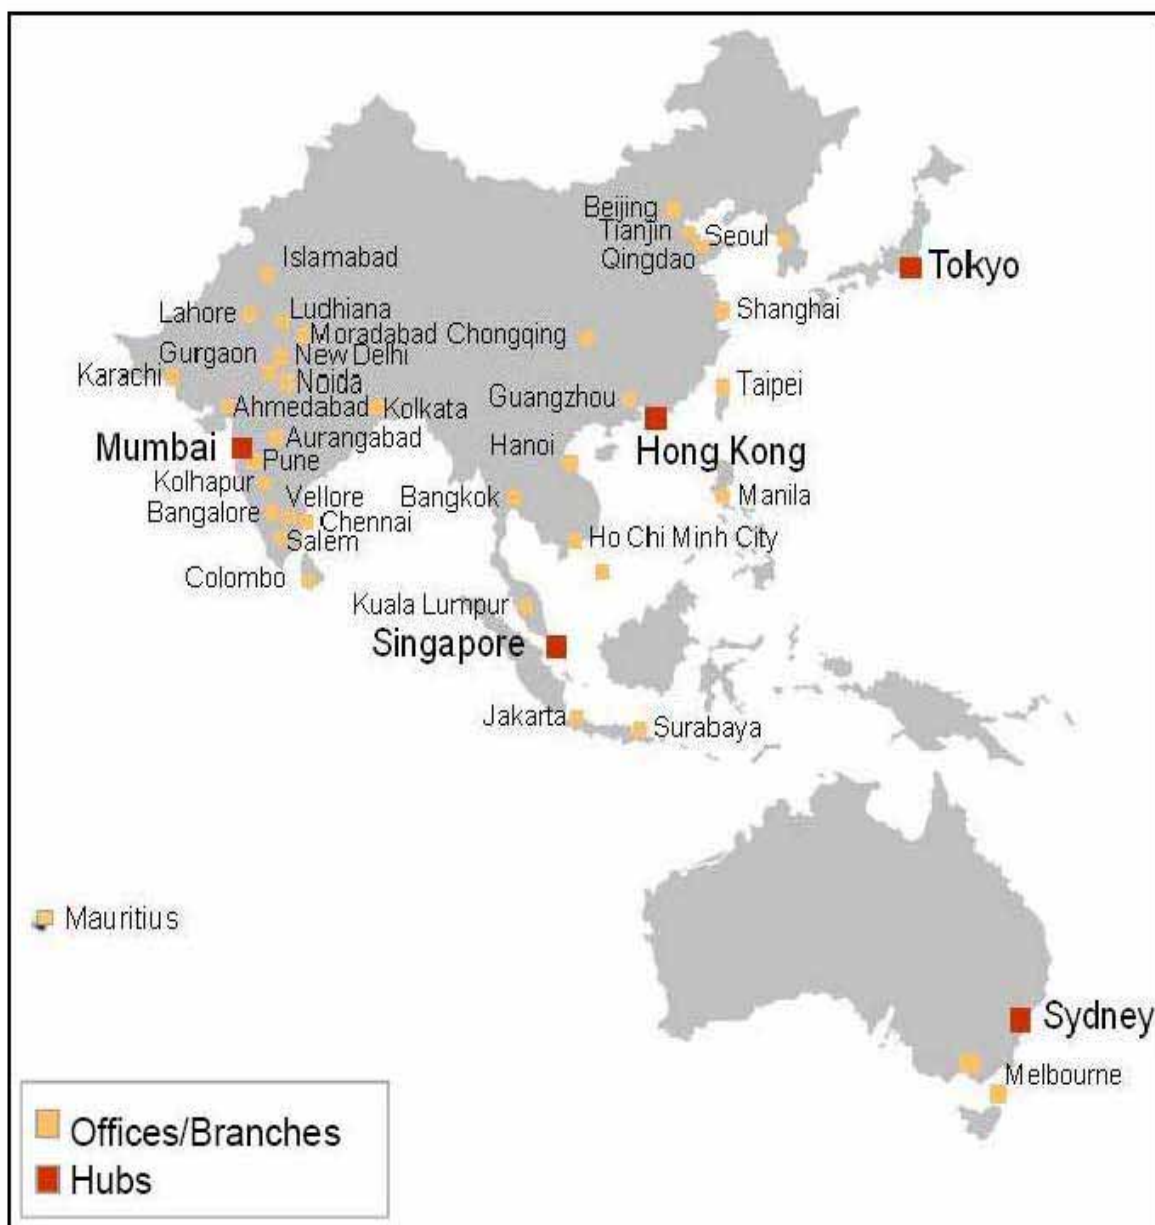 Beijing
Tianjin
Seoul
Qingdao
Tokyo
Islamabad
Lahore
Ludhiana
Shanghai
Moradabad
Chongqing
Gurgaon
New Delhi
Karachi
Noida
Taipei
Guangzhou
Ahmedabad
Kolkata
Mumbai
Aurangabad
Hanoi
Hong Kong
Pune
Kolhapur
Vellore
Bangkok
Manila
Bangalore
Chennai
Salem
Ho Chi Minh City
Colombo
Kuala Lumpur
Singapore
Jakarta
Surabaya
Mauritius
Sydney
Melbourne
Offices/Branches
Hubs